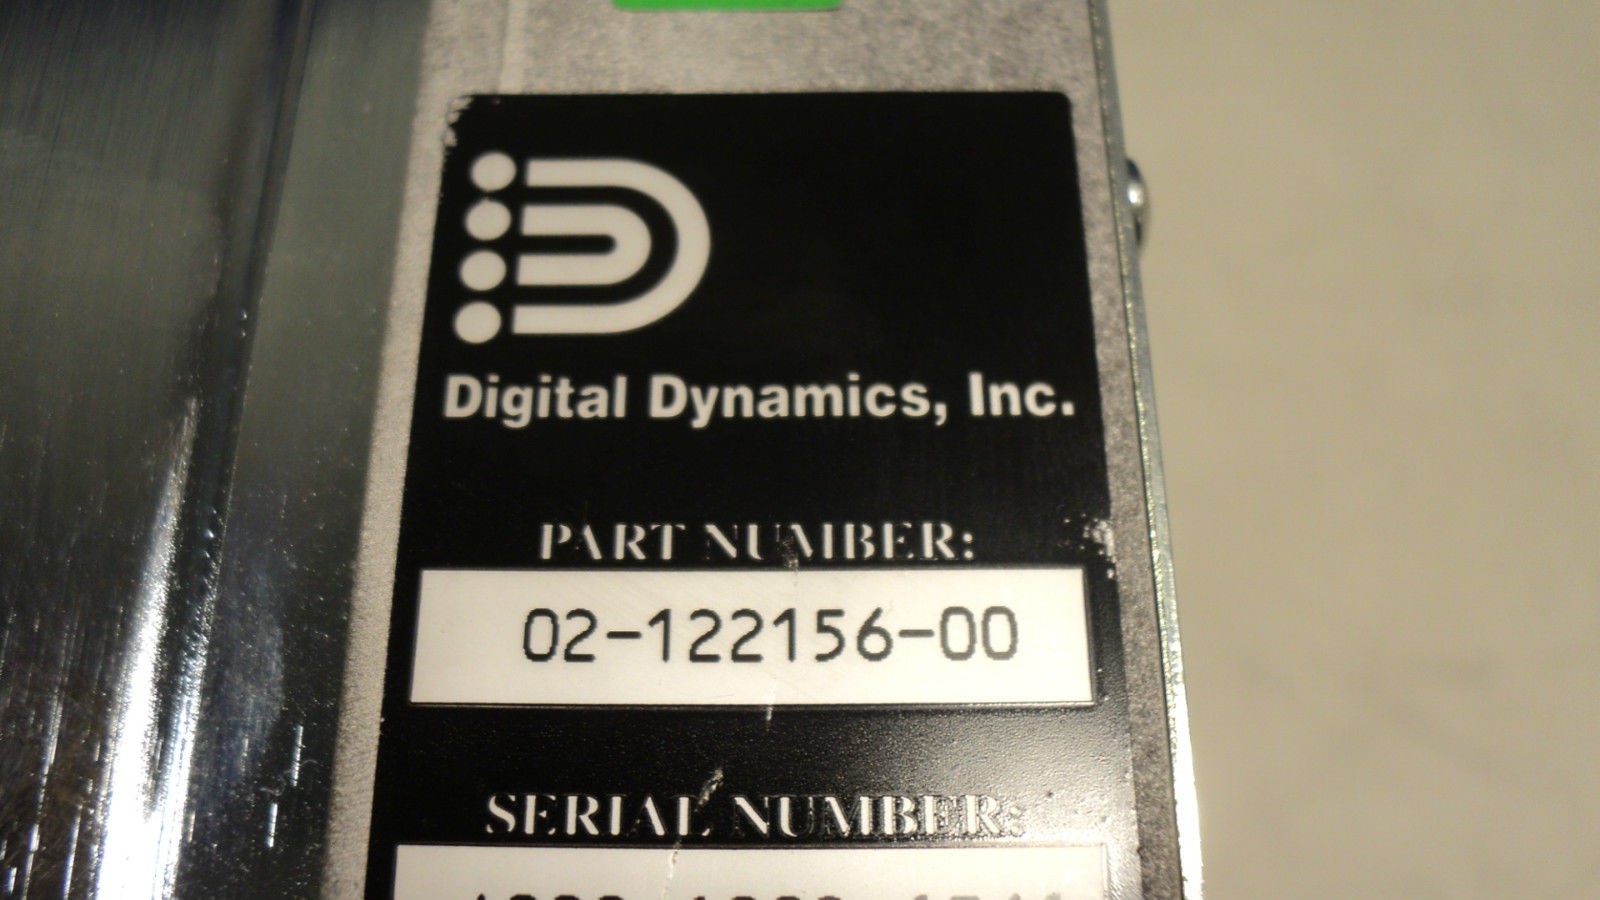 Digital Dynamics, Inc.
PART NUMBER:
02-122156-00
SERIAL NUMBER: